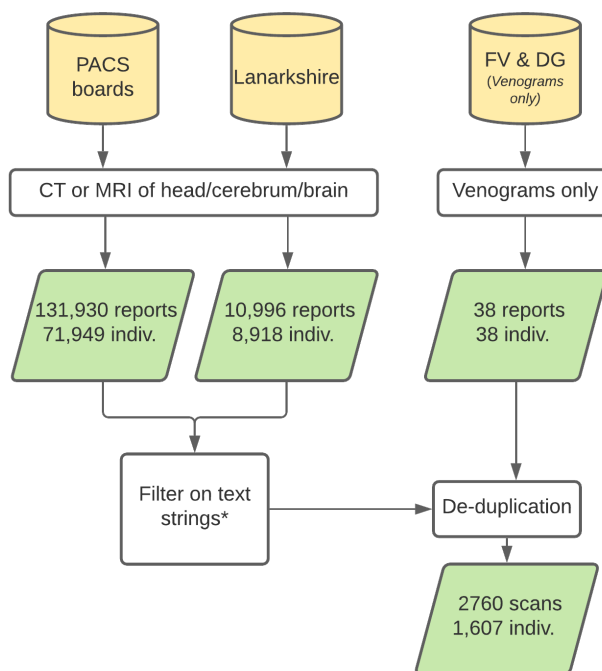 PACS
boards
Lanarkshire
FV & DG
(Venograms
only)
CT or MRI of head/cerebrum/brain
Venograms only
131,930 reports
71,949 indiv.
10,996 reports
8,918 indiv.
38 reports
38 indiv.
Filter on text
strings*
De-duplication
2760 scans
1,607 indiv.